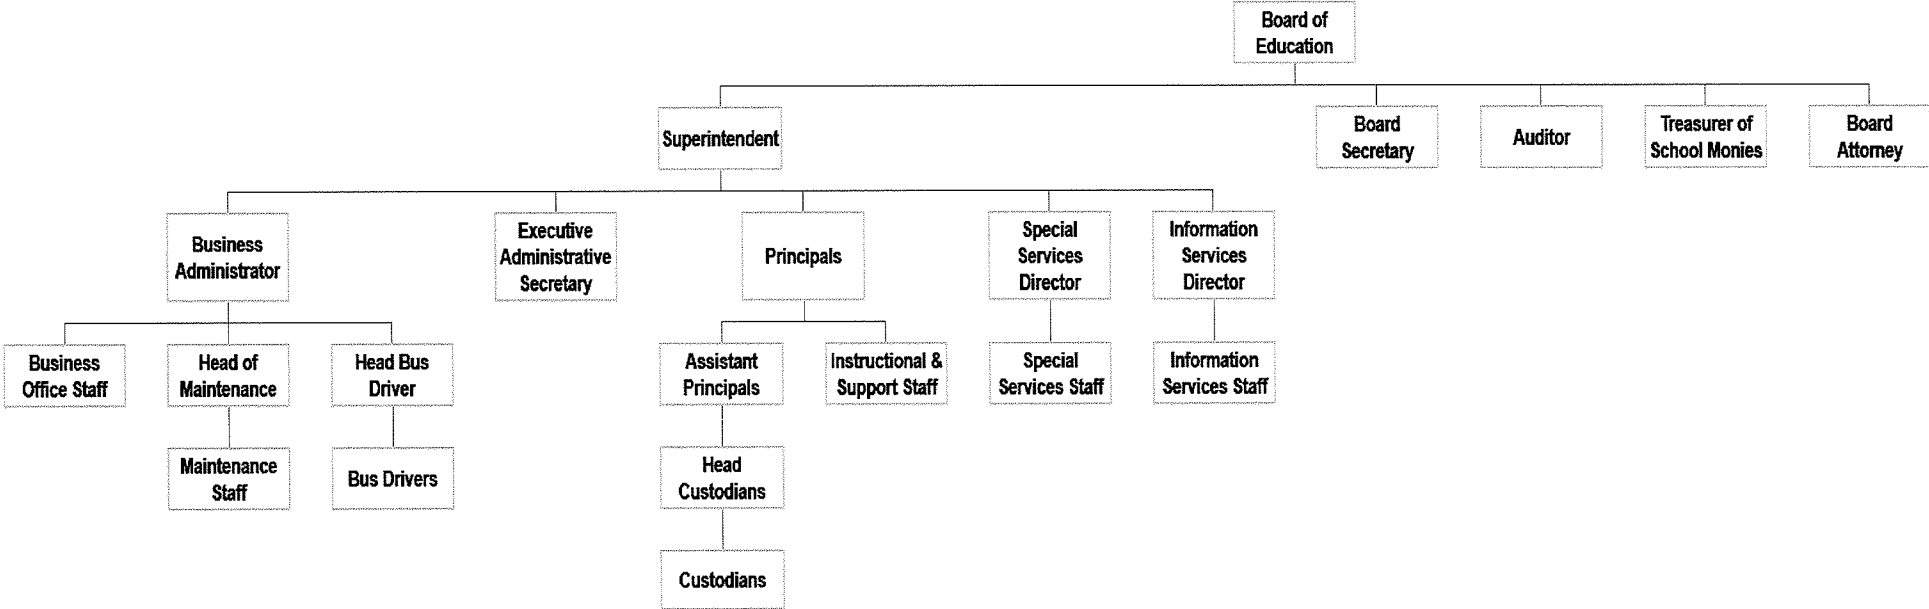 Board of
Education
Superintendent
Board
Secretary
Auditor
Treasurer of
School Monies
Board
Attorney
Business
Administrator
Executive
Administrative
Secretary
Principals
Special
Services
Director
Information
Services
Director
Business
Office Staff
Head of
Maintenance
Head Bus
Driver
Assistant
Principals
Instructional &
Support Staff
Special
Services Staff
Information
Services Staff
Maintenance
Staff
Bus Drivers
Head
Custodians
Custodians